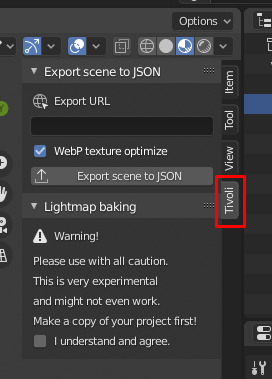 Options
Export scene to JSON
Item
Export URL
Tool
WebP texture optimize
View
Export scene to JSON
Tivoli
Lightmap baking
Warning!
Please use with all caution.
This is very experimental
and might not even work.
Make a copy of your project first!
I understand and agree.